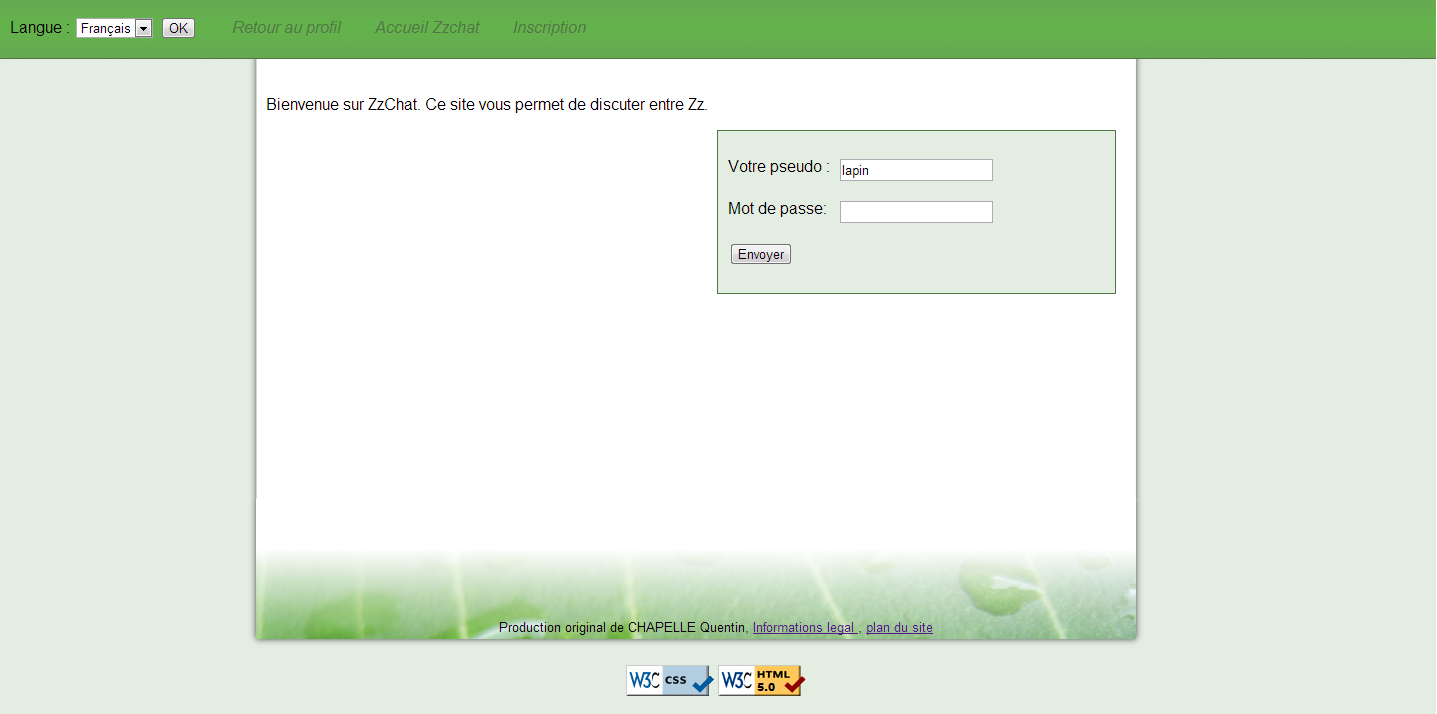 Langue : Français OK Retour au profil Accueil Zzchat Inscription
Bienvenue sur ZzChat. Ce site vous permet de discuter entre Zz.
Votre pseudo : lapin
Mot de passe:
Envoyer
Production original de CHAPELLE Quentin, Informations legal , plan du site
W3C CSS W3C HTML 5.0